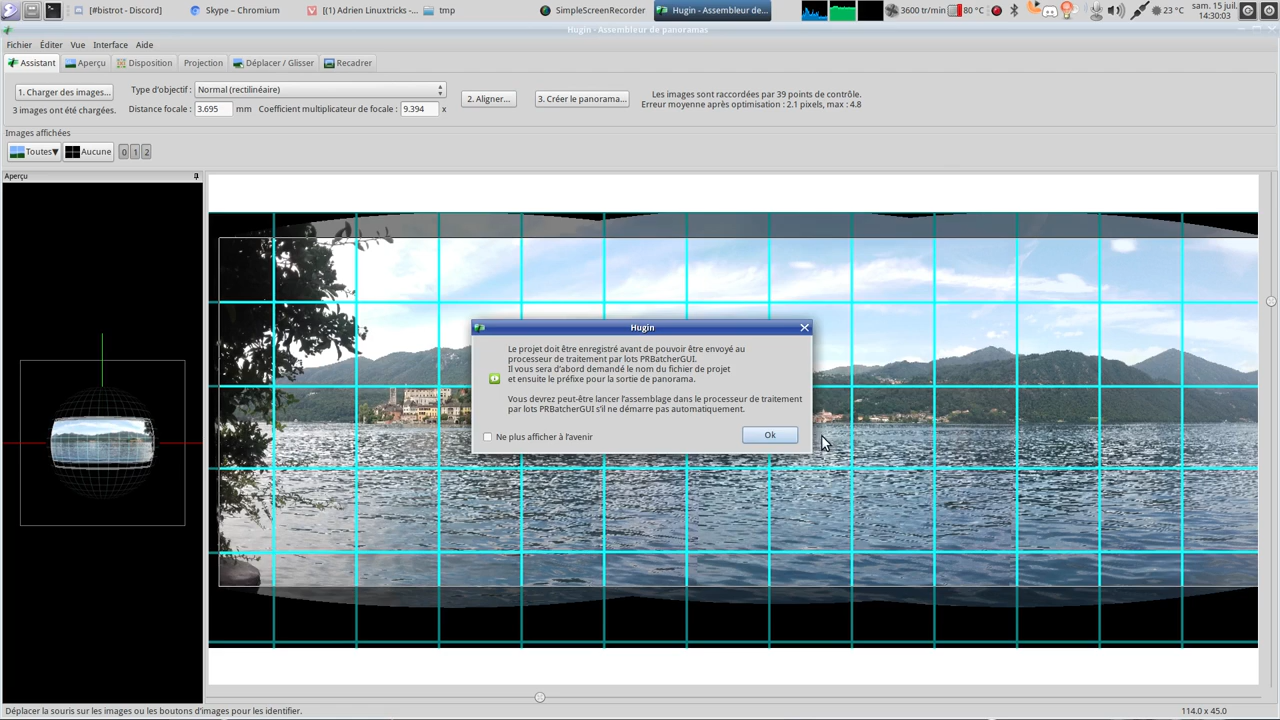 [#bistrot - Discord]
Skype – Chromium
[(1) Adrien Linuxtricks -...
tmp
SimpleScreenRecorder
Hugin - Assembleur de...
3600 tr/min
80 °C
23 °C
sam. 15 juil.
14:30:03
Hugin - Assembleur de panoramas
Fichier Éditer Vue Interface Aide
Assistant Aperçu Disposition Projection Déplacer / Glisser Recadrer
1. Charger des images...
3 images ont été chargées.
Type d'objectif : Normal (rectilinéaire)
Distance focale : 3.695 mm Coefficient multiplicateur de focale : 9.394 x
2. Aligner...
3. Créer le panorama...
Les images sont raccordées par 39 points de contrôle.
Erreur moyenne après optimisation : 2.1 pixels, max : 4.8
Images affichées
Toutes Aucune 0 1 2
Aperçu
Hugin
Le projet doit être enregistré avant de pouvoir être envoyé au
processeur de traitement par lots PRBatcherGUI.
Il vous sera d'abord demandé le nom du fichier de projet
et ensuite le préfixe pour la sortie de panorama.
Vous devrez peut-être lancer l'assemblage dans le processeur de traitement
par lots PRBatcherGUI s'il ne démarre pas automatiquement.
Ne plus afficher à l'avenir
Ok
Déplacer la souris sur les images ou les boutons d'images pour les identifier.
114.0 x 45.0